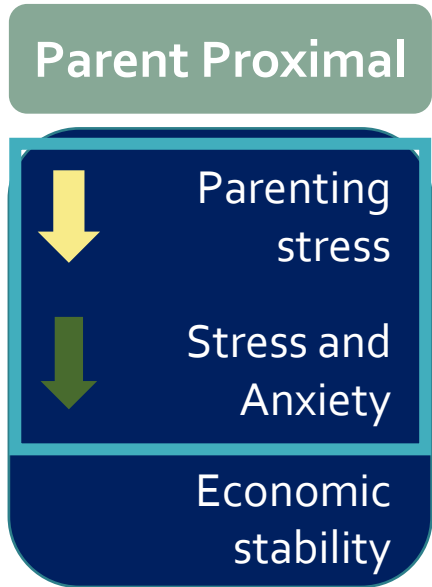 Parent Proximal
Parenting
stress
Stress and
Anxiety
Economic
stability